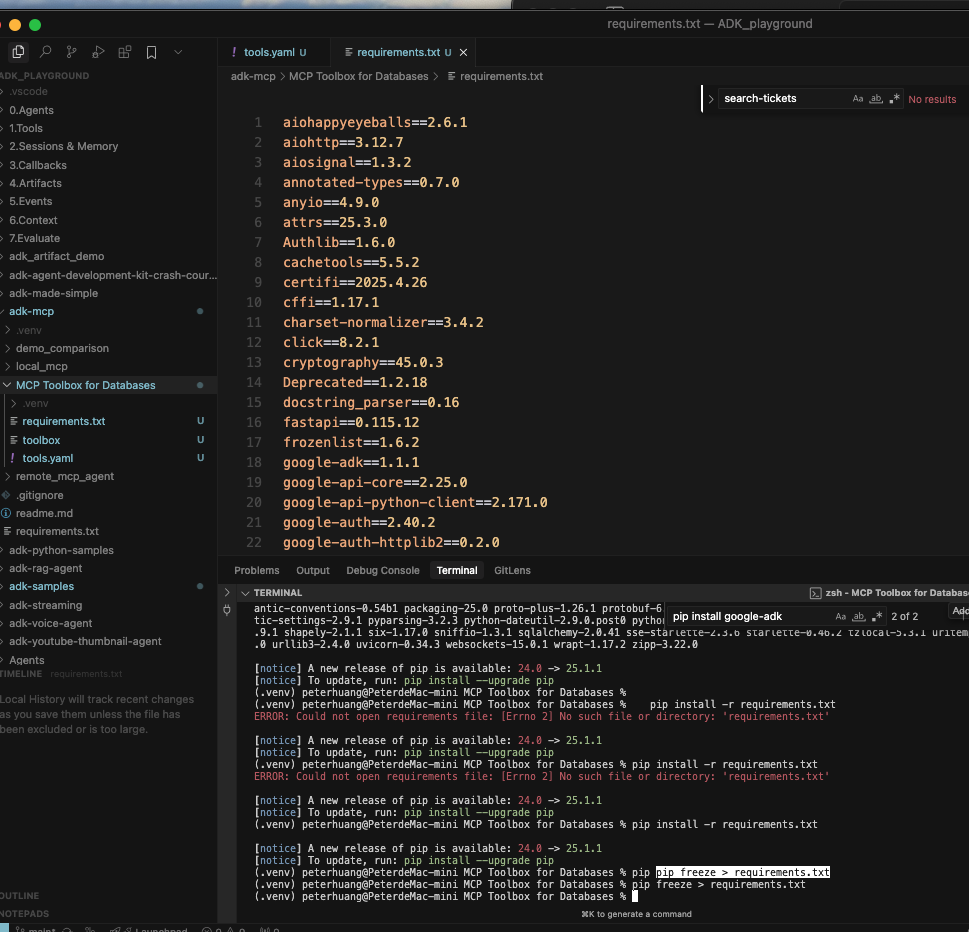 requirements.txt — ADK_playground
tools.yaml U
requirements.txt U
adk-mcp > MCP Toolbox for Databases > requirements.txt
search-tickets
Aa ab .*
No results
ADK_PLAYGROUND
.vscode
0.Agents
1.Tools
2.Sessions & Memory
3.Callbacks
4.Artifacts
5.Events
6.Context
7.Evaluate
adk_artifact_demo
adk-agent-development-kit-crash-cour...
adk-made-simple
adk-mcp
.venv
demo_comparison
local_mcp
MCP Toolbox for Databases
.venv
requirements.txt U
toolbox U
tools.yaml U
remote_mcp_agent
.gitignore
readme.md
requirements.txt
adk-python-samples
adk-rag-agent
adk-samples
adk-streaming
adk-voice-agent
adk-youtube-thumbnail-agent
Agents
TIMELINE requirements.txt
Local History will track recent changes
as you save them unless the file has
been excluded or is too large.
OUTLINE
NOTEPADS
1 aiohappyeyeballs==2.6.1
2 aiohttp==3.12.7
3 aiosignal==1.3.2
4 annotated-types==0.7.0
5 anyio==4.9.0
6 attrs==25.3.0
7 Authlib==1.6.0
8 cachetools==5.5.2
9 certifi==2025.4.26
10 cffi==1.17.1
11 charset-normalizer==3.4.2
12 click==8.2.1
13 cryptography==45.0.3
14 Deprecated==1.2.18
15 docstring_parser==0.16
16 fastapi==0.115.12
17 frozenlist==1.6.2
18 google-adk==1.1.1
19 google-api-core==2.25.0
20 google-api-python-client==2.171.0
21 google-auth==2.40.2
22 google-auth-httplib2==0.2.0
Problems Output Debug Console Terminal GitLens
TERMINAL
zsh - MCP Toolbox for Databas
pip install google-adk
Aa ab .*
2 of 2
Add
antic-conventions-0.54b1 packaging-25.0 proto-plus-1.26.1 protobuf-6
tic-settings-2.9.1 pyparsing-3.2.3 python-dateutil-2.9.0.post0 python
.9.1 shapely-2.1.1 six-1.17.0 sniffio-1.3.1 sqlalchemy-2.0.41 sse-starlette-2.3.6 starlette-0.46.2 tzlocal-5.3.1 uritem
.0 urllib3-2.4.0 uvicorn-0.34.3 websockets-15.0.1 wrapt-1.17.2 zipp-3.22.0
[notice] A new release of pip is available: 24.0 -> 25.1.1
[notice] To update, run: pip install --upgrade pip
(.venv) peterhuang@PeterdeMac-mini MCP Toolbox for Databases %
(.venv) peterhuang@PeterdeMac-mini MCP Toolbox for Databases % pip install -r requirements.txt
ERROR: Could not open requirements file: [Errno 2] No such file or directory: 'requirements.txt'
[notice] A new release of pip is available: 24.0 -> 25.1.1
[notice] To update, run: pip install --upgrade pip
(.venv) peterhuang@PeterdeMac-mini MCP Toolbox for Databases % pip install -r requirements.txt
ERROR: Could not open requirements file: [Errno 2] No such file or directory: 'requirements.txt'
[notice] A new release of pip is available: 24.0 -> 25.1.1
[notice] To update, run: pip install --upgrade pip
(.venv) peterhuang@PeterdeMac-mini MCP Toolbox for Databases % pip install -r requirements.txt
[notice] A new release of pip is available: 24.0 -> 25.1.1
[notice] To update, run: pip install --upgrade pip
(.venv) peterhuang@PeterdeMac-mini MCP Toolbox for Databases % pip pip freeze > requirements.txt
(.venv) peterhuang@PeterdeMac-mini MCP Toolbox for Databases % pip freeze > requirements.txt
(.venv) peterhuang@PeterdeMac-mini MCP Toolbox for Databases %
⌘K to generate a command